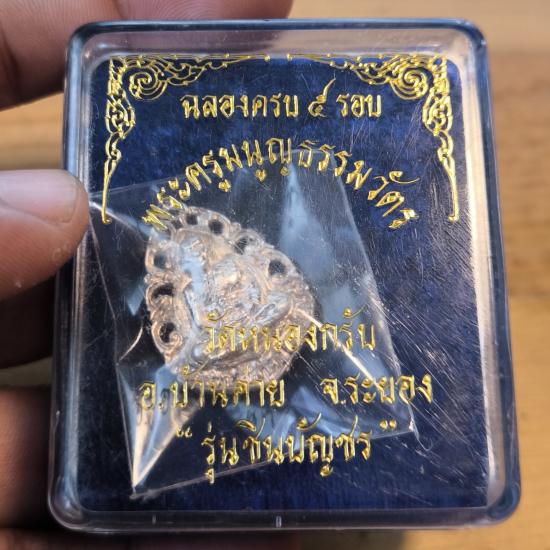 ฉลองครบ ๕ รอบ
พระครูมนูญธรรมวัตร
วัดหนองกรับ
อ.บ้านค่าย จ.ระยอง
"รุ่นชินบัญชร"